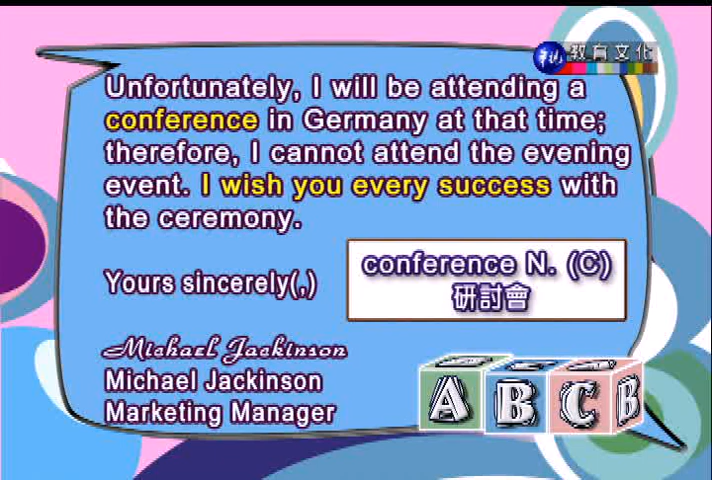 華視 教育文化
Unfortunately, I will be attending a
conference in Germany at that time;
therefore, I cannot attend the evening
event. I wish you every success with
the ceremony.
Yours sincerely(,)
conference N. (C)
研討會
Michael Jackinson
Michael Jackinson
Marketing Manager
A B C B